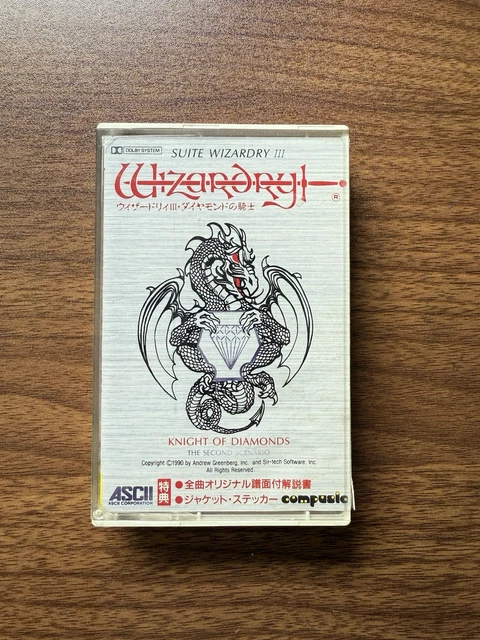 DOLBY SYSTEM
SUITE WIZARDRY III
Wizardry
®
ウィザードリィIII・ダイヤモンドの騎士
KNIGHT OF DIAMONDS
THE SECOND SCENARIO
Copyright ©1990 by Andrew Greenberg, Inc. and Sir-tech Software, Inc.
All Rights Reserved.
ASCII
ASCII CORPORATION
特典
●全曲オリジナル譜面付解説書
●ジャケット・ステッカー
compusic